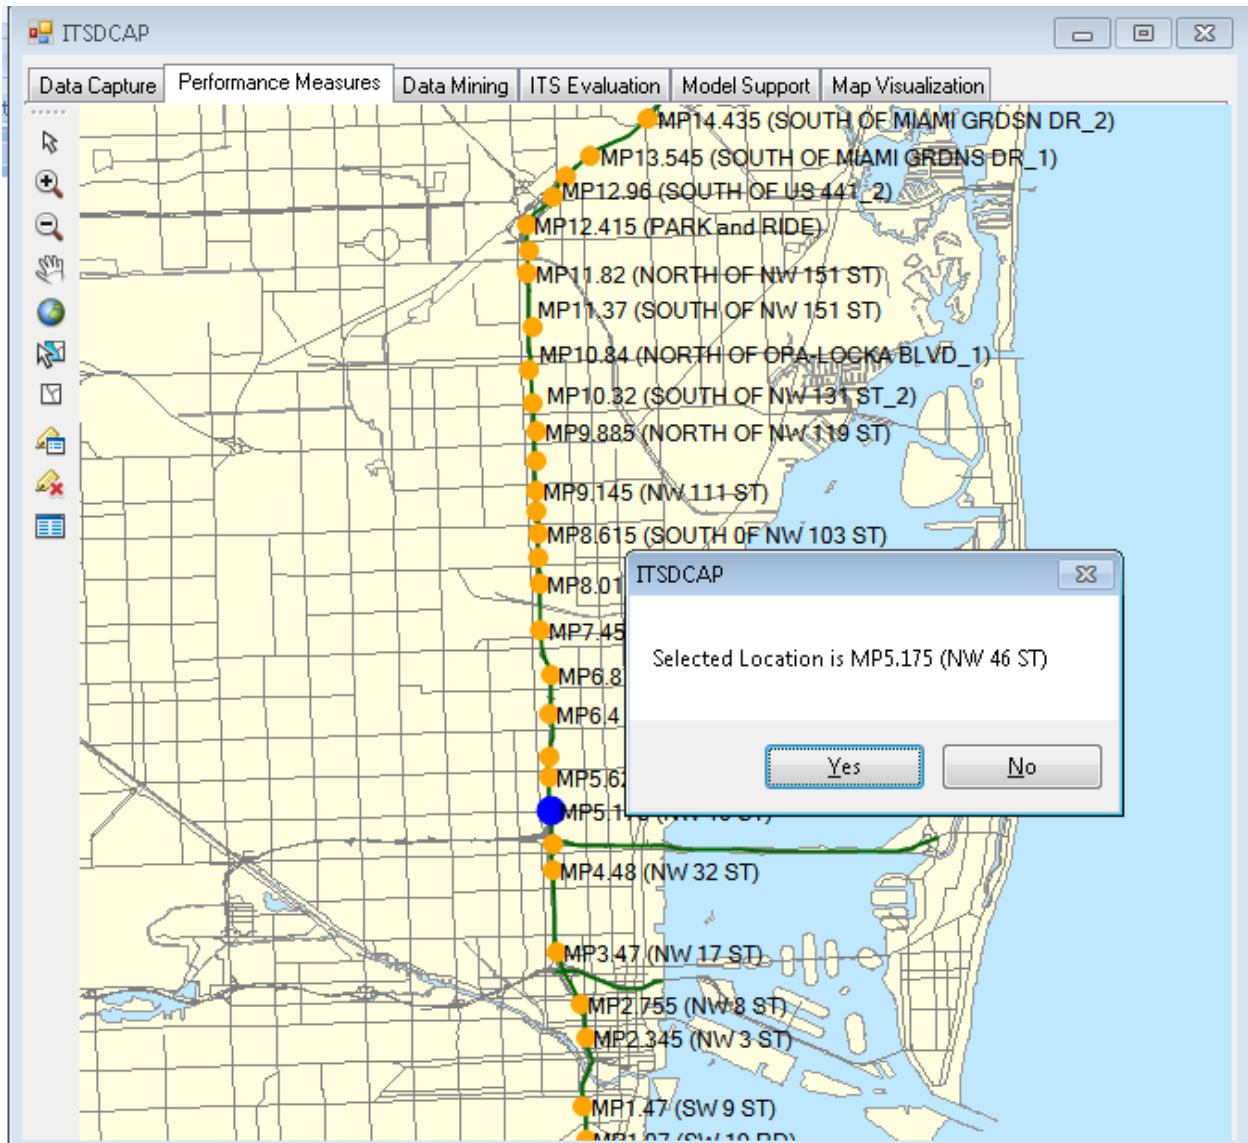 ITSDCAP
Data Capture Performance Measures Data Mining ITS Evaluation Model Support Map Visualization
MP14.435 (SOUTH OF MIAMI GRDSN DR_2)
MP13.545 (SOUTH OF MIAMI GRDNS DR_1)
MP12.96 (SOUTH OF US 441_2)
MP12.415 (PARK and RIDE)
MP11.82 (NORTH OF NW 151 ST)
MP11.37 (SOUTH OF NW 151 ST)
MP10.84 (NORTH OF OPA-LOCKA BLVD_1)
MP10.32 (SOUTH OF NW 131 ST_2)
MP9.885 (NORTH OF NW 119 ST)
MP9.145 (NW 111 ST)
MP8.615 (SOUTH 0F NW 103 ST)
MP8.01
MP7.45
MP6.8
MP6.4
MP5.62
ITSDCAP
Selected Location is MP5.175 (NW 46 ST)
Yes No
MP4.48 (NW 32 ST)
MP3.47 (NW 17 ST)
MP2.755 (NW 8 ST)
MP2.345 (NW 3 ST)
MP1.47 (SW 9 ST)